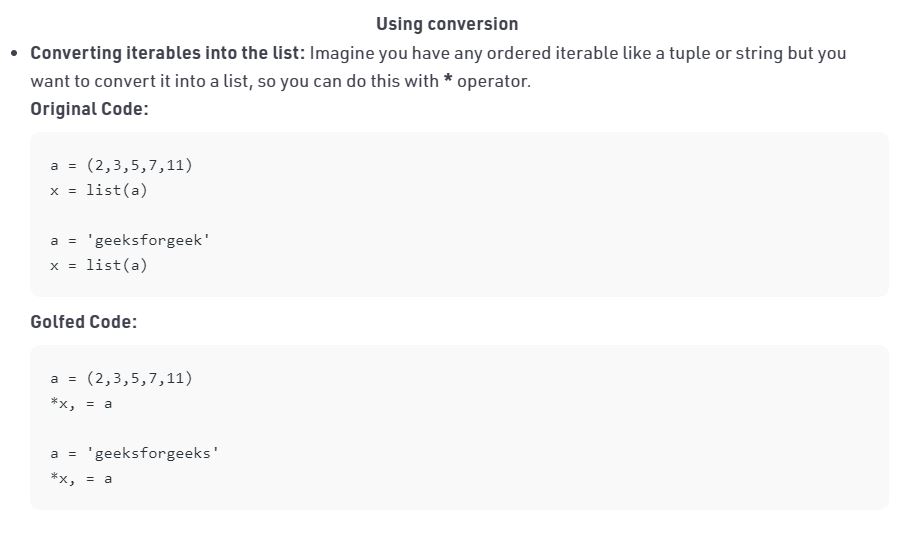 Using conversion
• Converting iterables into the list: Imagine you have any ordered iterable like a tuple or string but you
want to convert it into a list, so you can do this with * operator.
Original Code:
a = (2,3,5,7,11)
x = list(a)
a = 'geeksforgeek'
x = list(a)
Golfed Code:
a = (2,3,5,7,11)
*x, = a
a = 'geeksforgeeks'
*x, = a